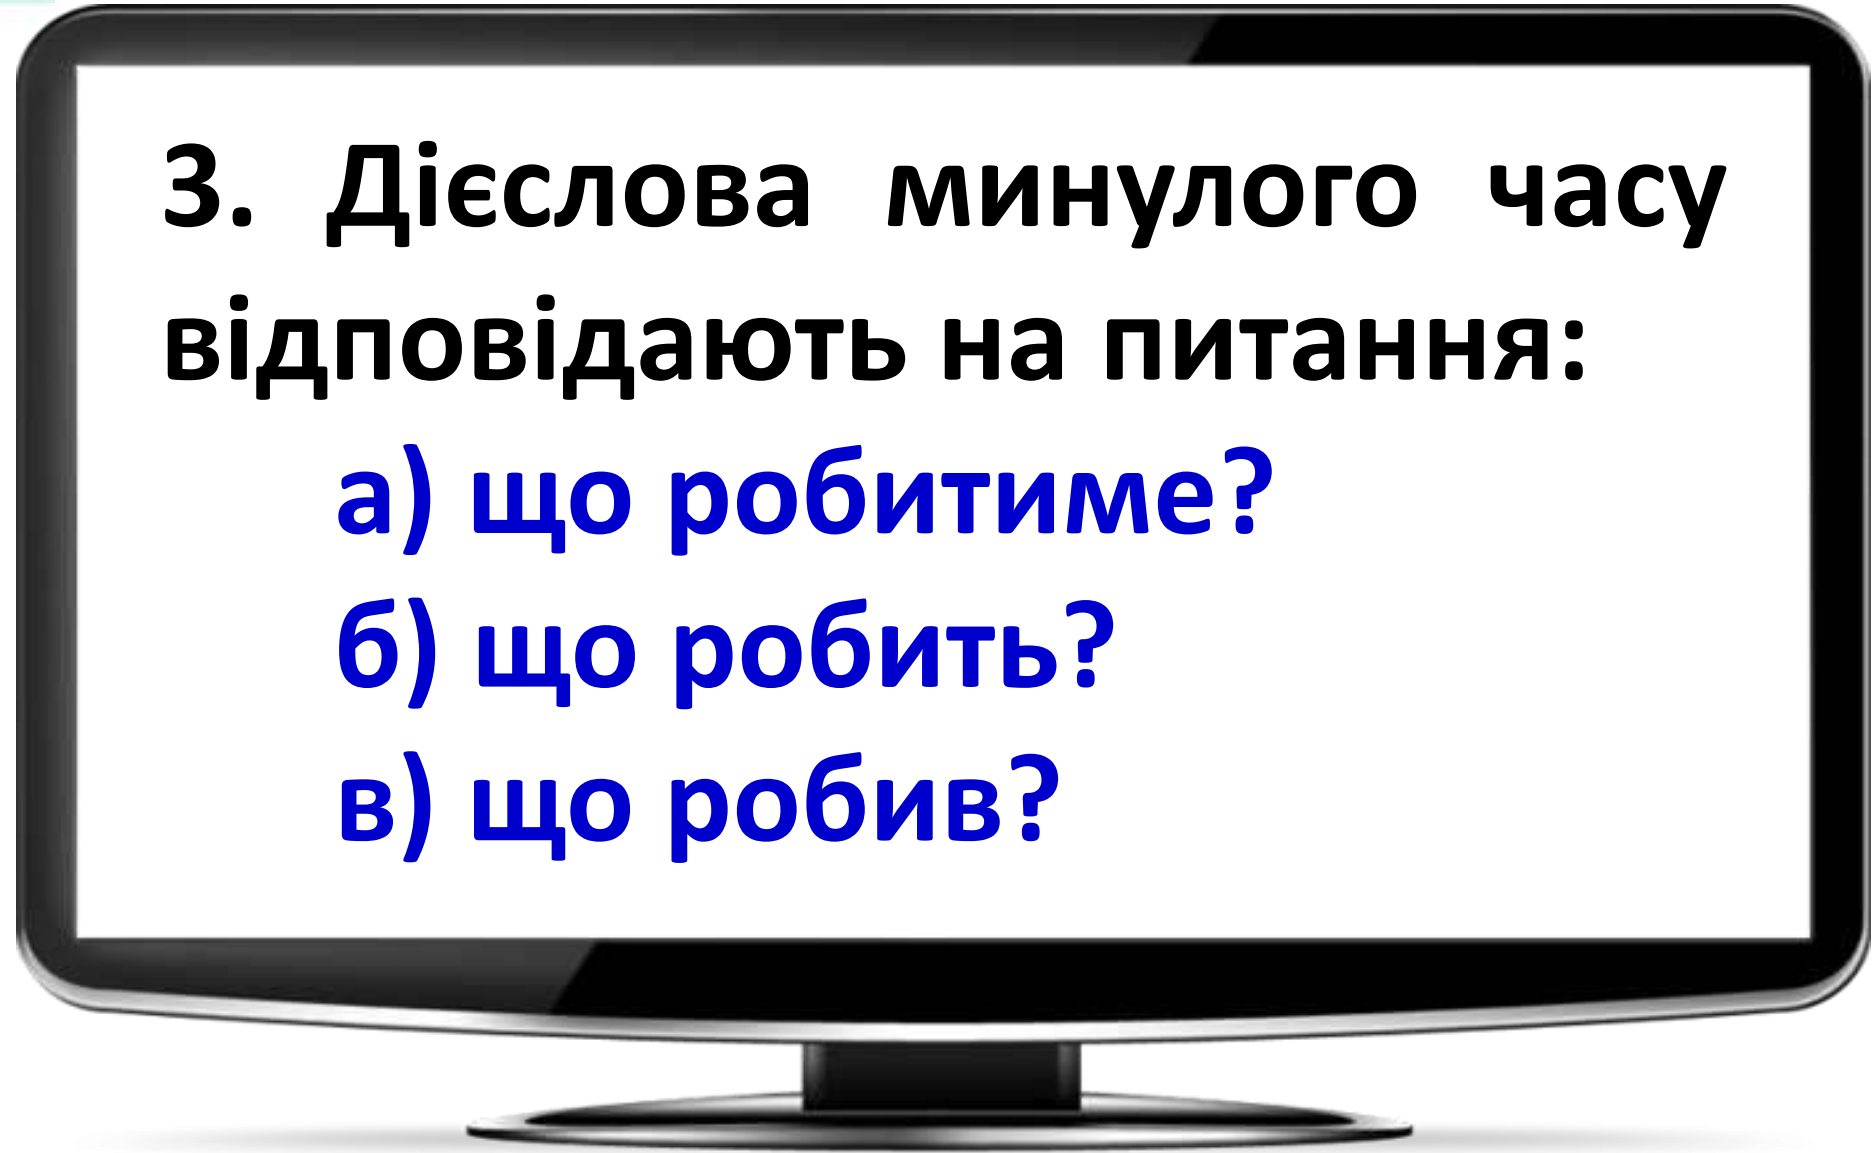 3. Дієслова минулого часу
відповідають на питання:
а) що робитиме?
б) що робить?
в) що робив?